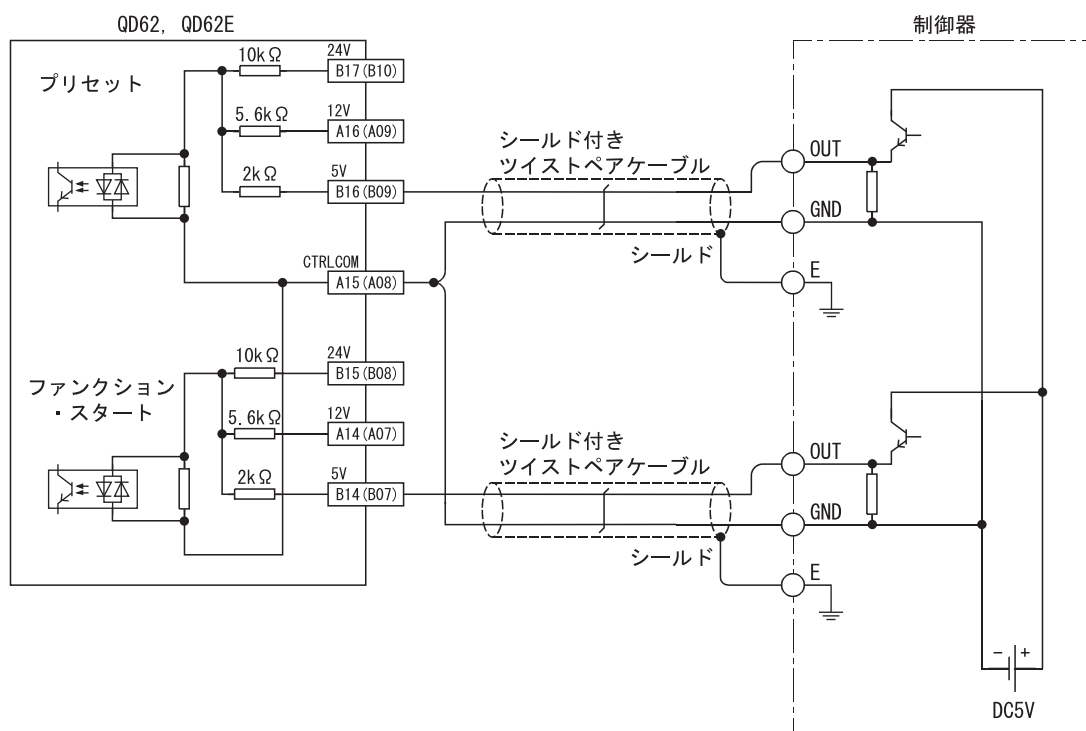 QD62, QD62E
制御器
プリセット
10kΩ
24V
B17(B10)
5.6kΩ
12V
A16(A09)
2kΩ
5V
B16(B09)
シールド付き
ツイストペアケーブル
シールド
OUT
GND
E
CTRLCOM
A15(A08)
ファンクション
・スタート
10kΩ
24V
B15(B08)
5.6kΩ
12V
A14(A07)
2kΩ
5V
B14(B07)
シールド付き
ツイストペアケーブル
シールド
OUT
GND
E
- +
DC5V